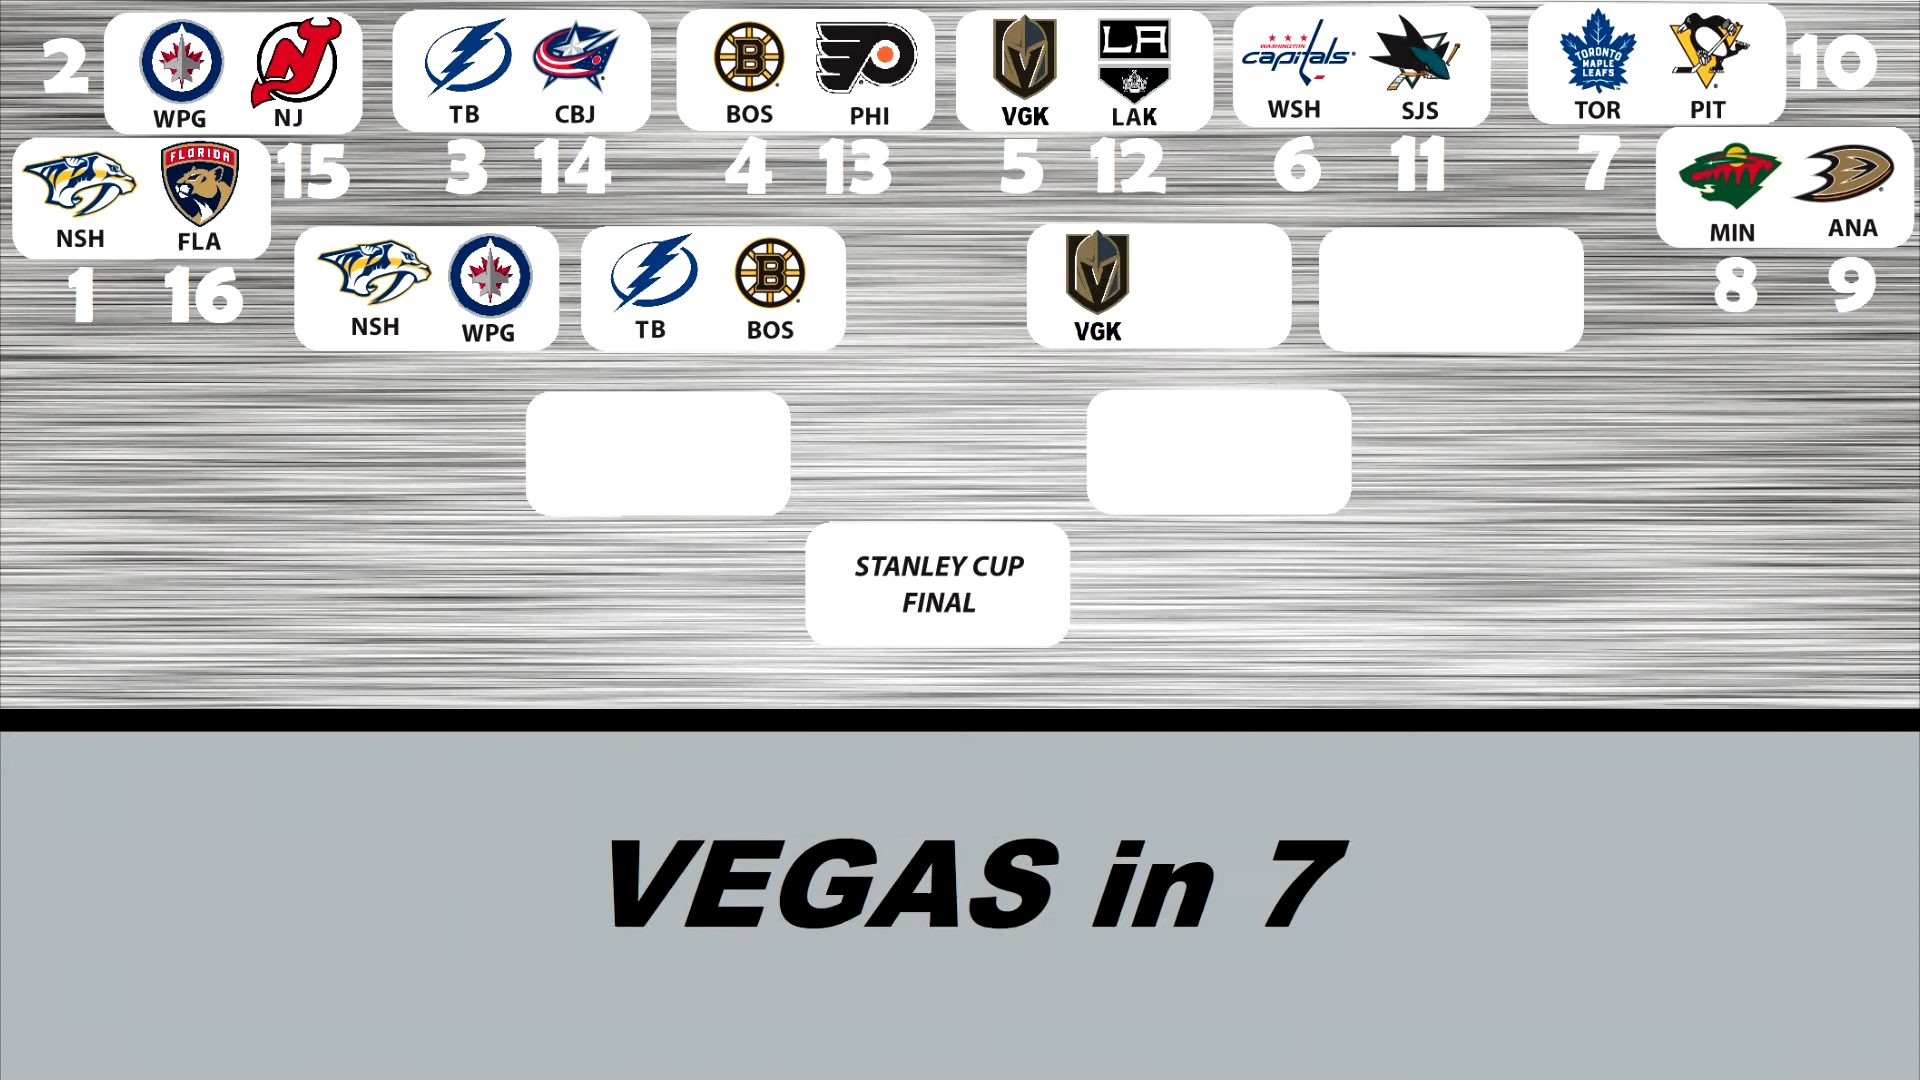 2
WPG
NJ
TB
CBJ
BOS
PHI
VGK
LA
LAK
WASHINGTON
capitals
WSH
SJS
TORONTO
MAPLE
LEAFS
TOR
PIT
10
FLORIDA
NSH
FLA
15
3
14
4
13
5
12
6
11
7
MIN
ANA
1
16
NSH
WPG
TB
B
BOS
VGK
8
9
STANLEY CUP
FINAL
VEGAS in 7